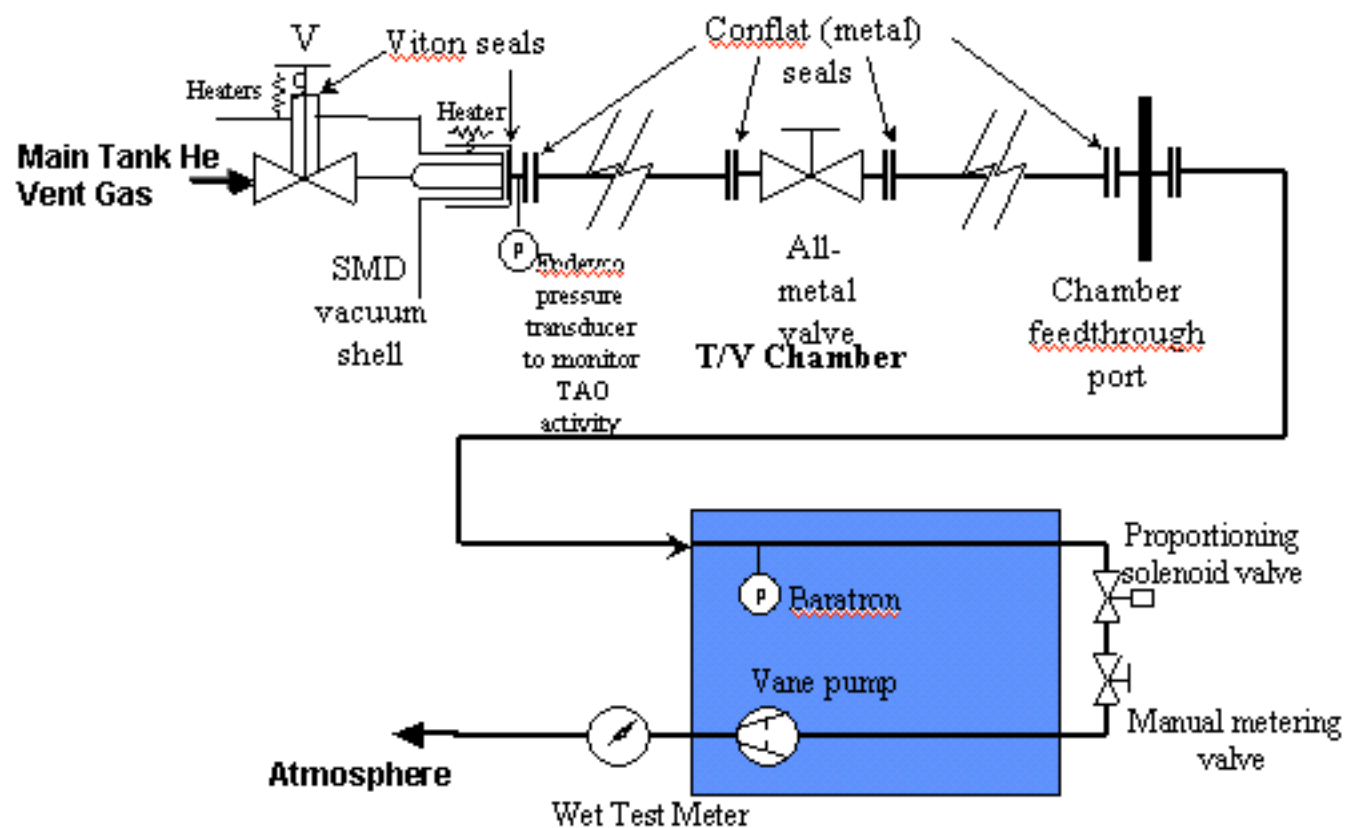 V
Viton seals
Conflat (metal)
seals
Heaters
Heater
Main Tank He
Vent Gas
P
SMD
vacuum
shell
Endevco
pressure
transducer
to monitor
TAO
activity
All-
metal
valve
T/V Chamber
Chamber
feedthrough
port
Proportioning
solenoid valve
P
Baratron
Vane pump
Manual metering
valve
Atmosphere
Wet Test Meter